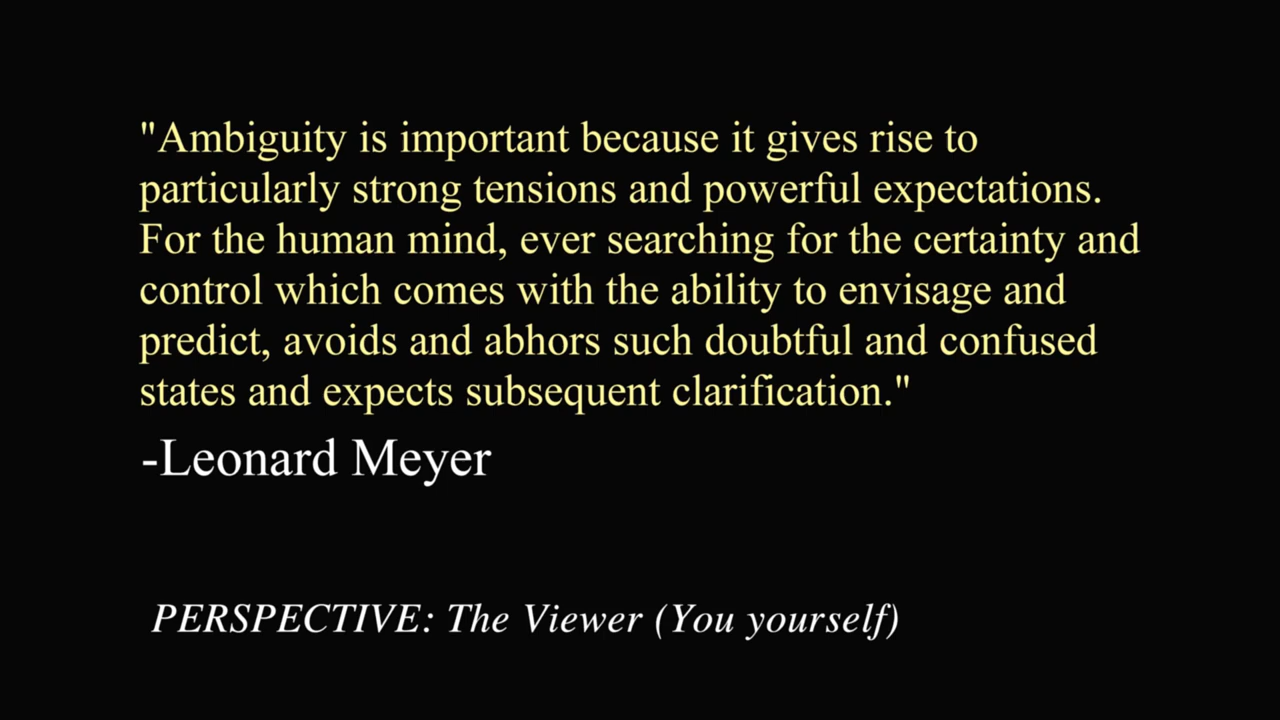 "Ambiguity is important because it gives rise to
particularly strong tensions and powerful expectations.
For the human mind, ever searching for the certainty and
control which comes with the ability to envisage and
predict, avoids and abhors such doubtful and confused
states and expects subsequent clarification."
-Leonard Meyer
PERSPECTIVE: The Viewer (You yourself)